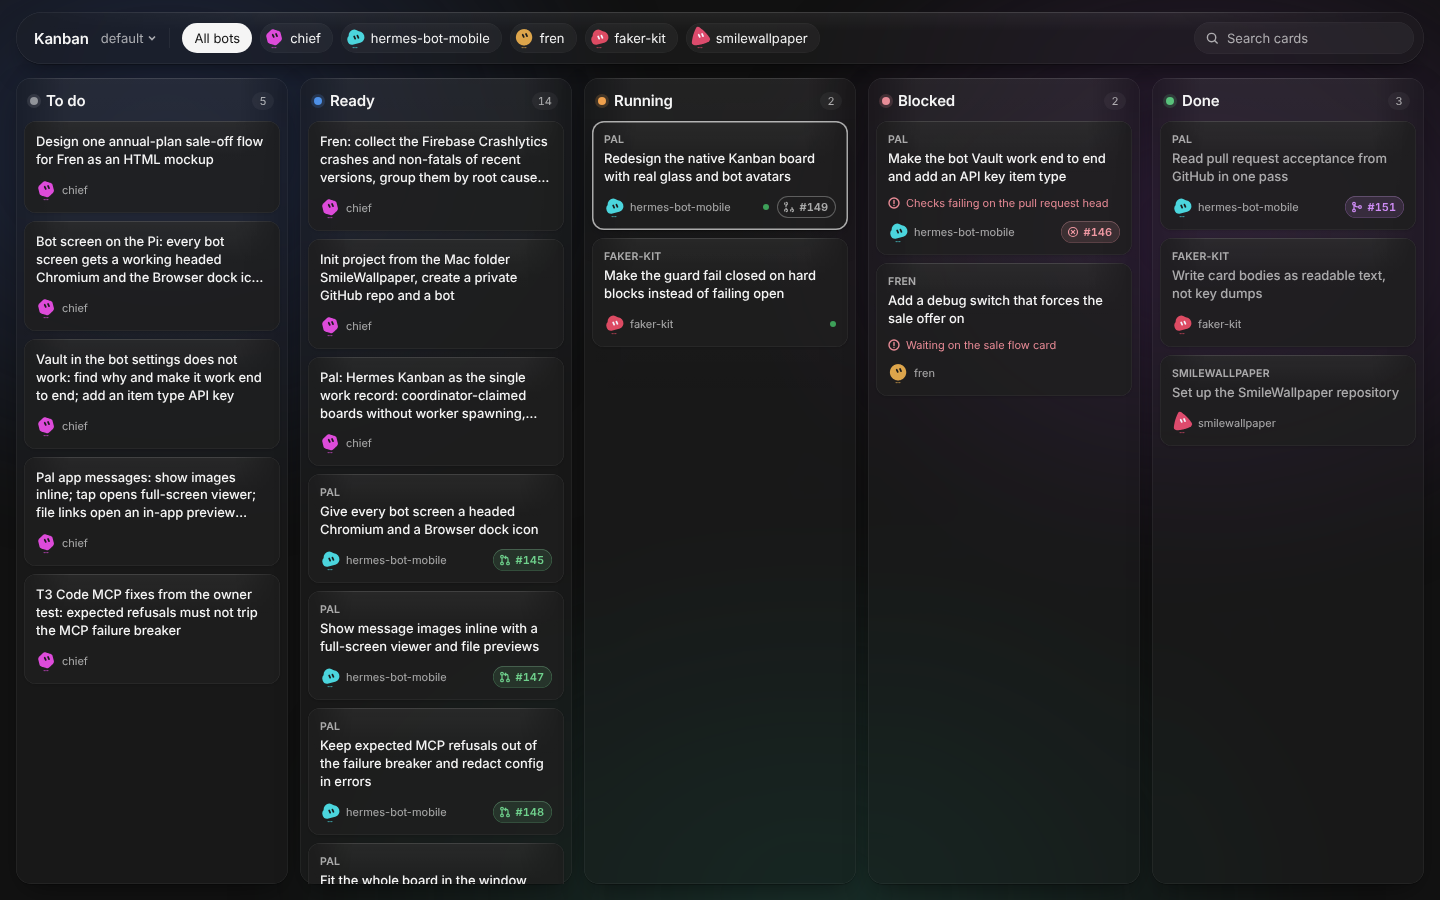 Kanban default All bots chief hermes-bot-mobile fren faker-kit smilewallpaper Search cards
To do 5
Design one annual-plan sale-off flow
for Fren as an HTML mockup
chief
Bot screen on the Pi: every bot
screen gets a working headed
Chromium and the Browser dock ic...
chief
Vault in the bot settings does not
work: find why and make it work end
to end; add an item type API key
chief
Pal app messages: show images
inline; tap opens full-screen viewer;
file links open an in-app preview...
chief
T3 Code MCP fixes from the owner
test: expected refusals must not trip
the MCP failure breaker
chief
Ready 14
Fren: collect the Firebase Crashlytics
crashes and non-fatals of recent
versions, group them by root cause...
chief
Init project from the Mac folder
SmileWallpaper, create a private
GitHub repo and a bot
chief
Pal: Hermes Kanban as the single
work record: coordinator-claimed
boards without worker spawning,...
chief
PAL
Give every bot screen a headed
Chromium and a Browser dock icon
hermes-bot-mobile #145
PAL
Show message images inline with a
full-screen viewer and file previews
hermes-bot-mobile #147
PAL
Keep expected MCP refusals out of
the failure breaker and redact config
in errors
hermes-bot-mobile #148
PAL
Fit the whole board in the window
Running 2
PAL
Redesign the native Kanban board
with real glass and bot avatars
hermes-bot-mobile #149
FAKER-KIT
Make the guard fail closed on hard
blocks instead of failing open
faker-kit
Blocked 2
PAL
Make the bot Vault work end to end
and add an API key item type
Checks failing on the pull request head
hermes-bot-mobile #146
FREN
Add a debug switch that forces the
sale offer on
Waiting on the sale flow card
fren
Done 3
PAL
Read pull request acceptance from
GitHub in one pass
hermes-bot-mobile #151
FAKER-KIT
Write card bodies as readable text,
not key dumps
faker-kit
SMILEWALLPAPER
Set up the SmileWallpaper repository
smilewallpaper